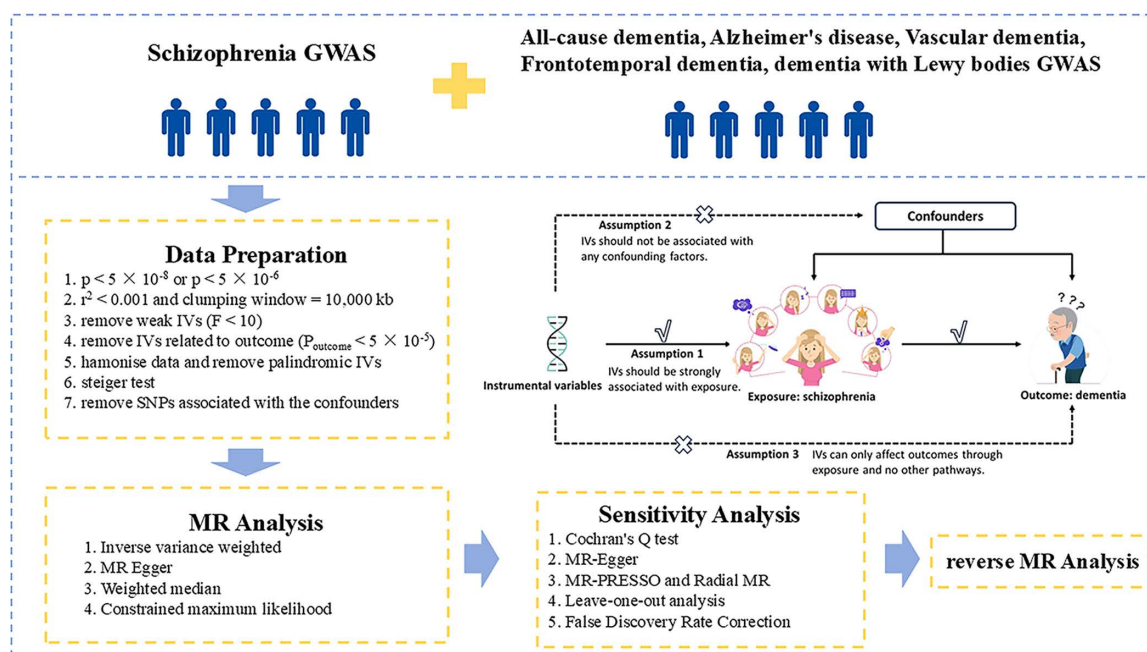 Schizophrenia GWAS
All-cause dementia, Alzheimer's disease, Vascular dementia,
Frontotemporal dementia, dementia with Lewy bodies GWAS
Data Preparation
1. p < 5 × 10⁻⁸ or p < 5 × 10⁻⁶
2. r² < 0.001 and clumping window = 10,000 kb
3. remove weak IVs (F < 10)
4. remove IVs related to outcome (Poutcome < 5 × 10⁻⁵)
5. hamonise data and remove palindromic IVs
6. steiger test
7. remove SNPs associated with the confounders
Confounders
Assumption 2
IVs should not be associated with
any confounding factors.
? ? ?
Assumption 1
IVs should be strongly
associated with exposure.
Instrumental variables
Exposure: schizophrenia
Outcome: dementia
Assumption 3 IVs can only affect outcomes through
exposure and no other pathways.
MR Analysis
1. Inverse variance weighted
2. MR Egger
3. Weighted median
4. Constrained maximum likelihood
Sensitivity Analysis
1. Cochran's Q test
2. MR-Egger
3. MR-PRESSO and Radial MR
4. Leave-one-out analysis
5. False Discovery Rate Correction
reverse MR Analysis